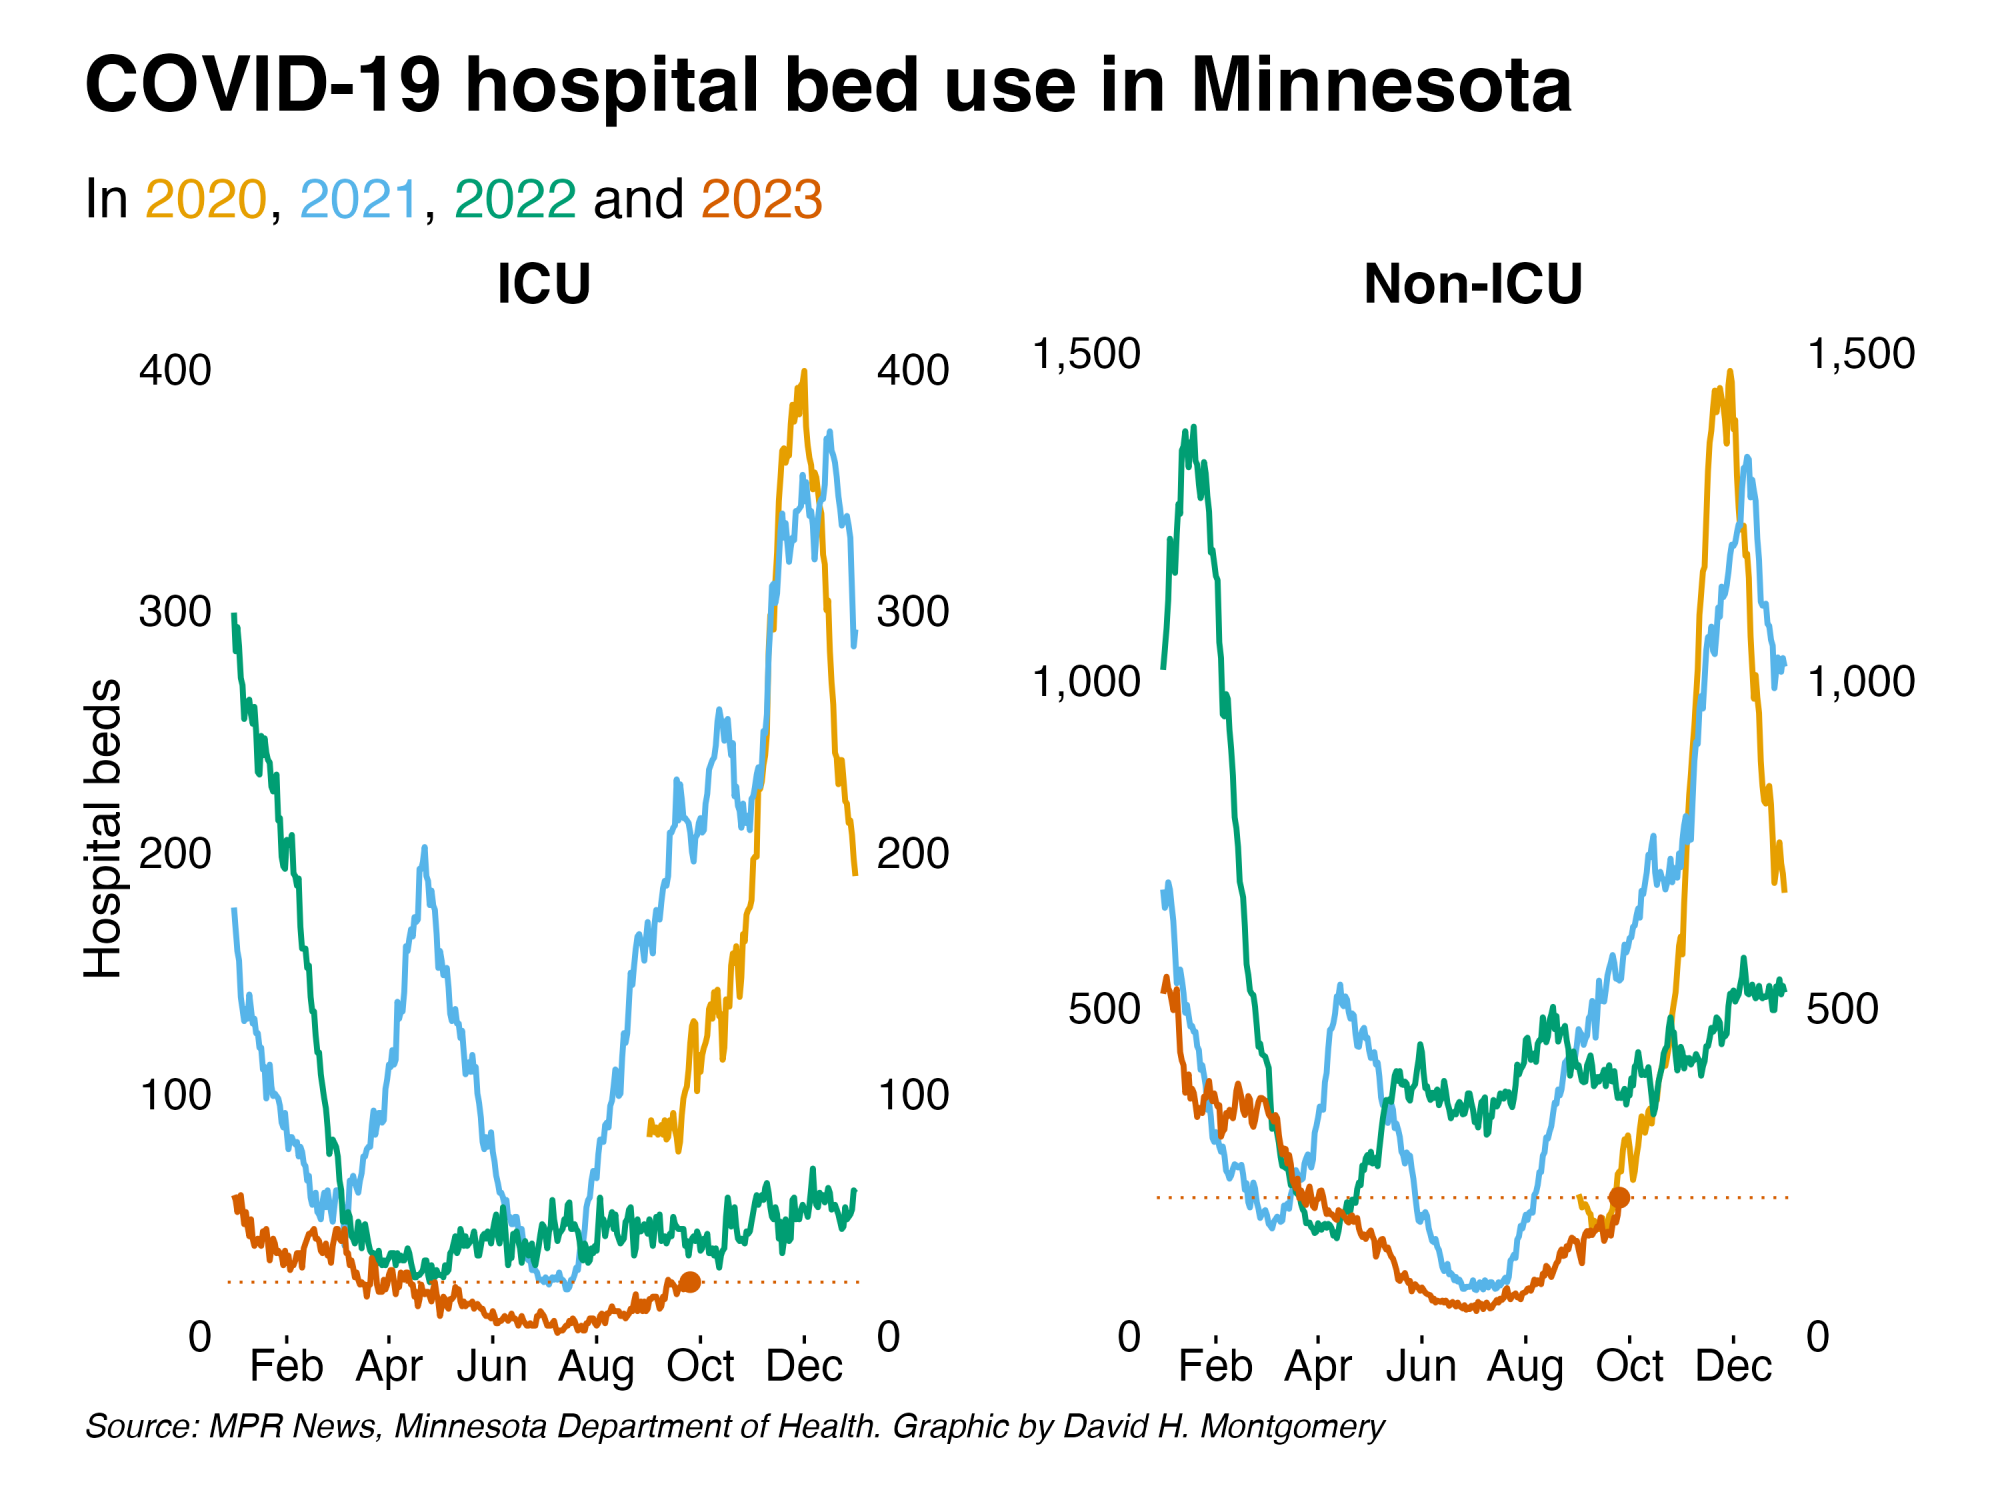 COVID-19 hospital bed use in Minnesota
In 2020, 2021, 2022 and 2023
ICU
Non-ICU
Hospital beds
400
300
200
100
0
400
300
200
100
0
Feb Apr Jun Aug Oct Dec
1,500
1,000
500
0
1,500
1,000
500
0
Feb Apr Jun Aug Oct Dec
Source: MPR News, Minnesota Department of Health. Graphic by David H. Montgomery